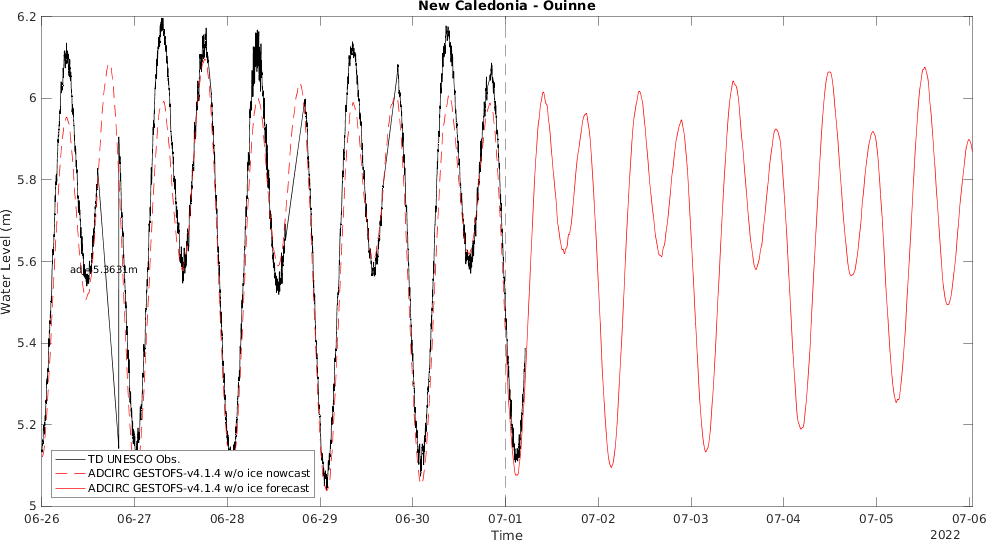 New Caledonia - Ouinne
6.2
6
5.8
5.6
5.4
5.2
5
Water Level (m)
TD UNESCO Obs.
ADCIRC GESTOFS-v4.1.4 w/o ice nowcast
ADCIRC GESTOFS-v4.1.4 w/o ice forecast
06-26 06-27 06-28 06-29 06-30 07-01 07-02 07-03 07-04 07-05 07-06
Time
2022